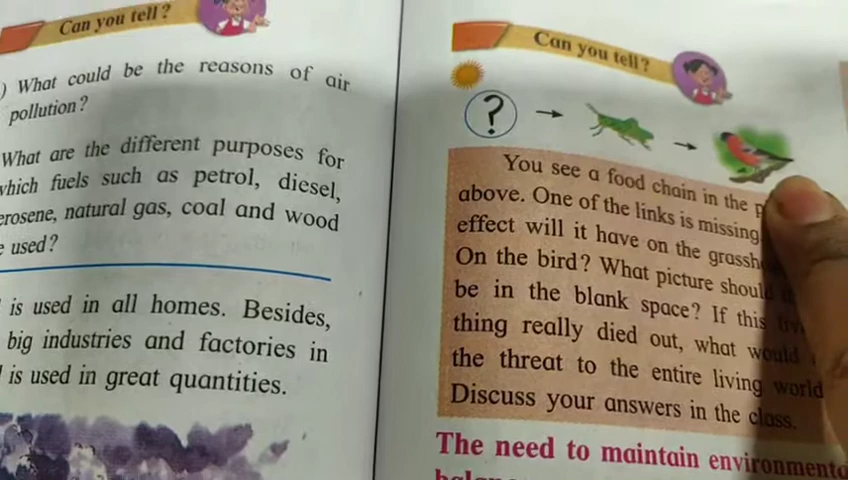 Can you tell?
) What could be the reasons of air
pollution?
What are the different purposes for
which fuels such as petrol, diesel,
erosene, natural gas, coal and wood
e used?
is used in all homes. Besides,
big industries and factories in
is used in great quantities.
Can you tell?
?
You see a food chain in the p
above. One of the links is missing
effect will it have on the grassh
On the bird? What picture should
be in the blank space? If this
thing really died out, what would
the threat to the entire living world
Discuss your answers in the class.
The need to maintain environmenta